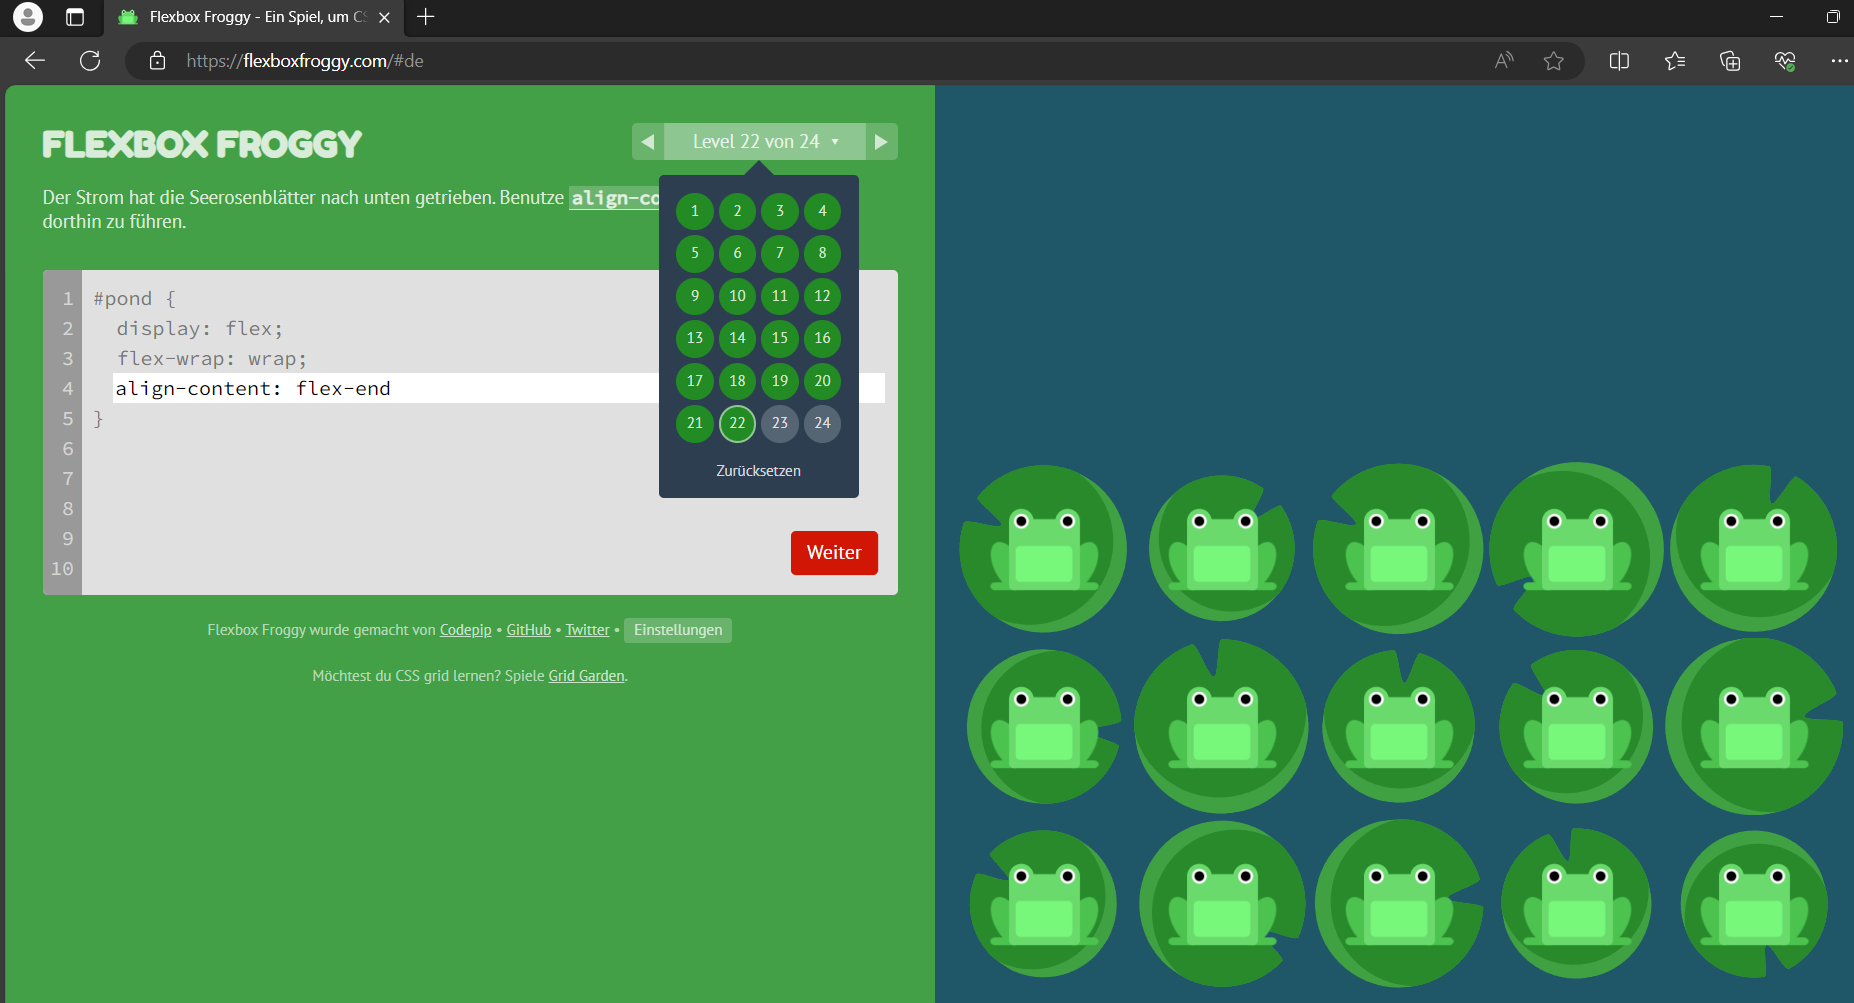 Flexbox Froggy - Ein Spiel, um CS
https://flexboxfroggy.com/#de
FLEXBOX FROGGY
Level 22 von 24
Der Strom hat die Seerosenblätter nach unten getrieben. Benutze align-co
dorthin zu führen.
1 2 3 4
5 6 7 8
9 10 11 12
13 14 15 16
17 18 19 20
21 22 23 24
Zurücksetzen
1 #pond {
2 display: flex;
3 flex-wrap: wrap;
4 align-content: flex-end
5 }
6
7
8
9
10
Weiter
Flexbox Froggy wurde gemacht von Codepip • GitHub • Twitter • Einstellungen
Möchtest du CSS grid lernen? Spiele Grid Garden.